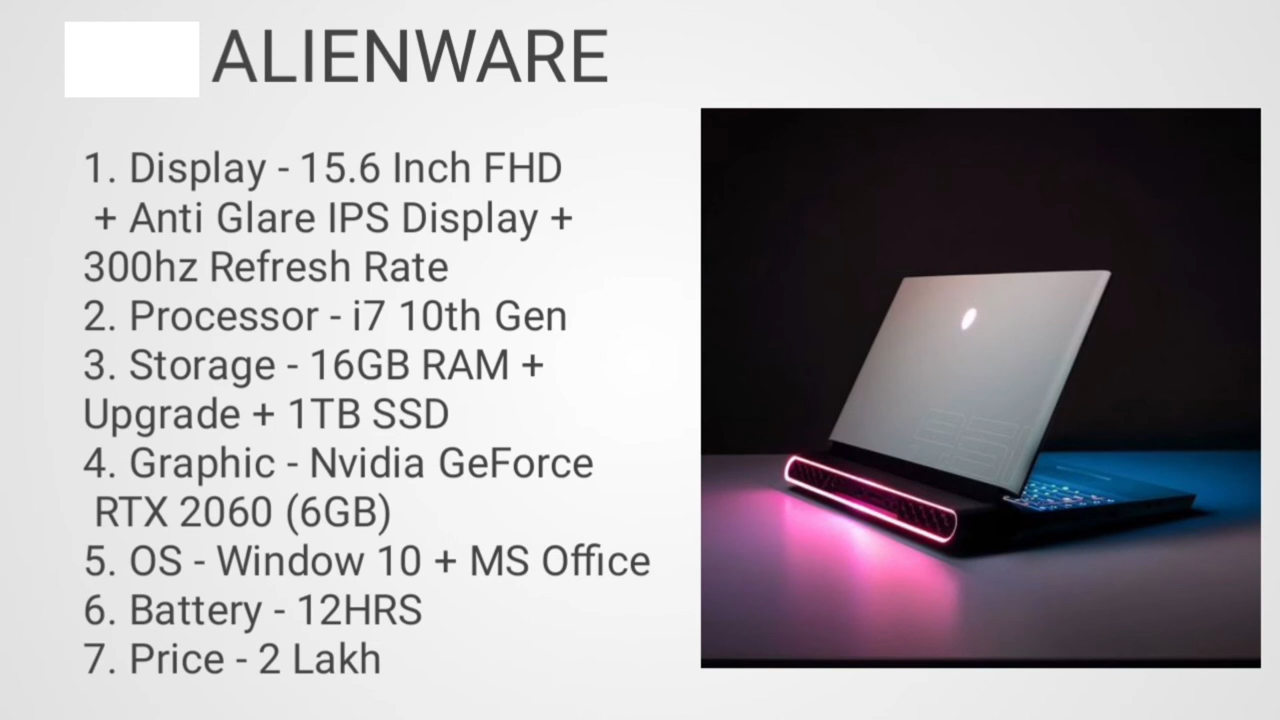 ALIENWARE
1. Display - 15.6 Inch FHD
+ Anti Glare IPS Display +
300hz Refresh Rate
2. Processor - i7 10th Gen
3. Storage - 16GB RAM +
Upgrade + 1TB SSD
4. Graphic - Nvidia GeForce
RTX 2060 (6GB)
5. OS - Window 10 + MS Office
6. Battery - 12HRS
7. Price - 2 Lakh